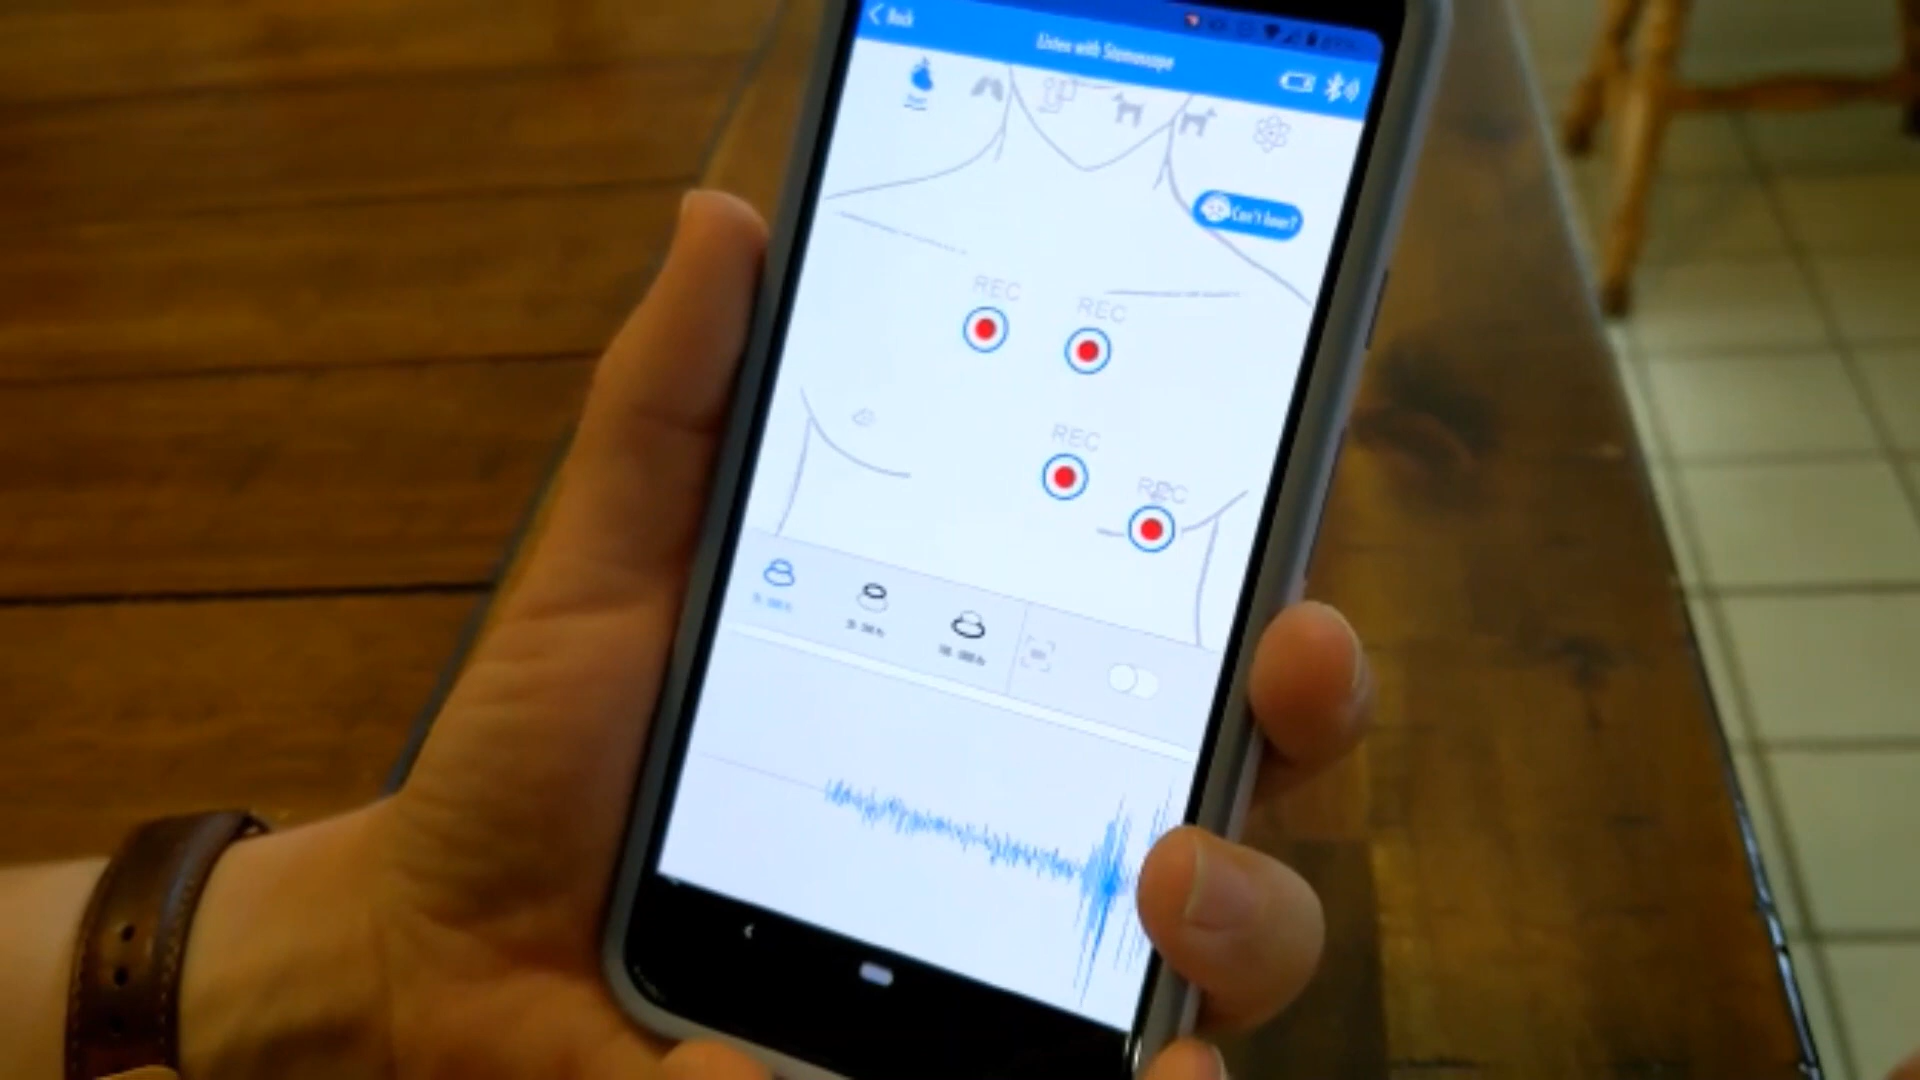 Back
Listen with Stemoscope
Can't hear?
REC
REC
REC
REC